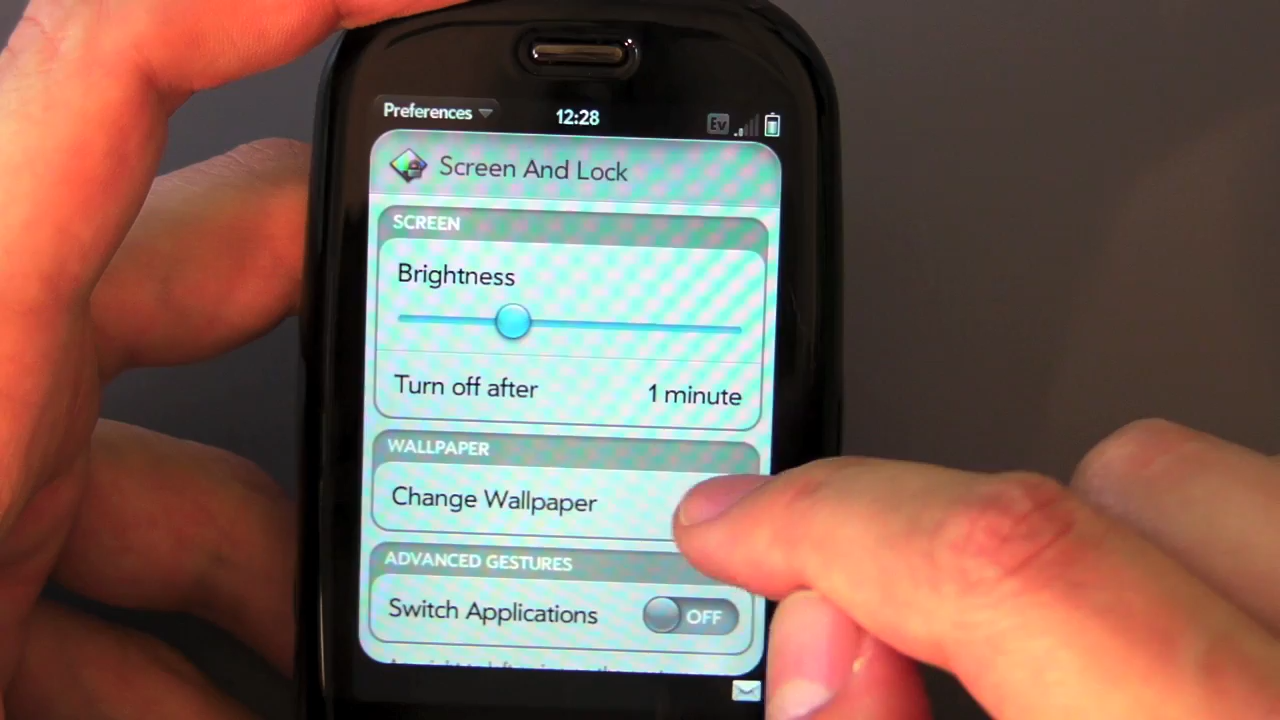 Preferences 12:28 Ev
Screen And Lock
SCREEN
Brightness
Turn off after 1 minute
WALLPAPER
Change Wallpaper
ADVANCED GESTURES
Switch Applications OFF